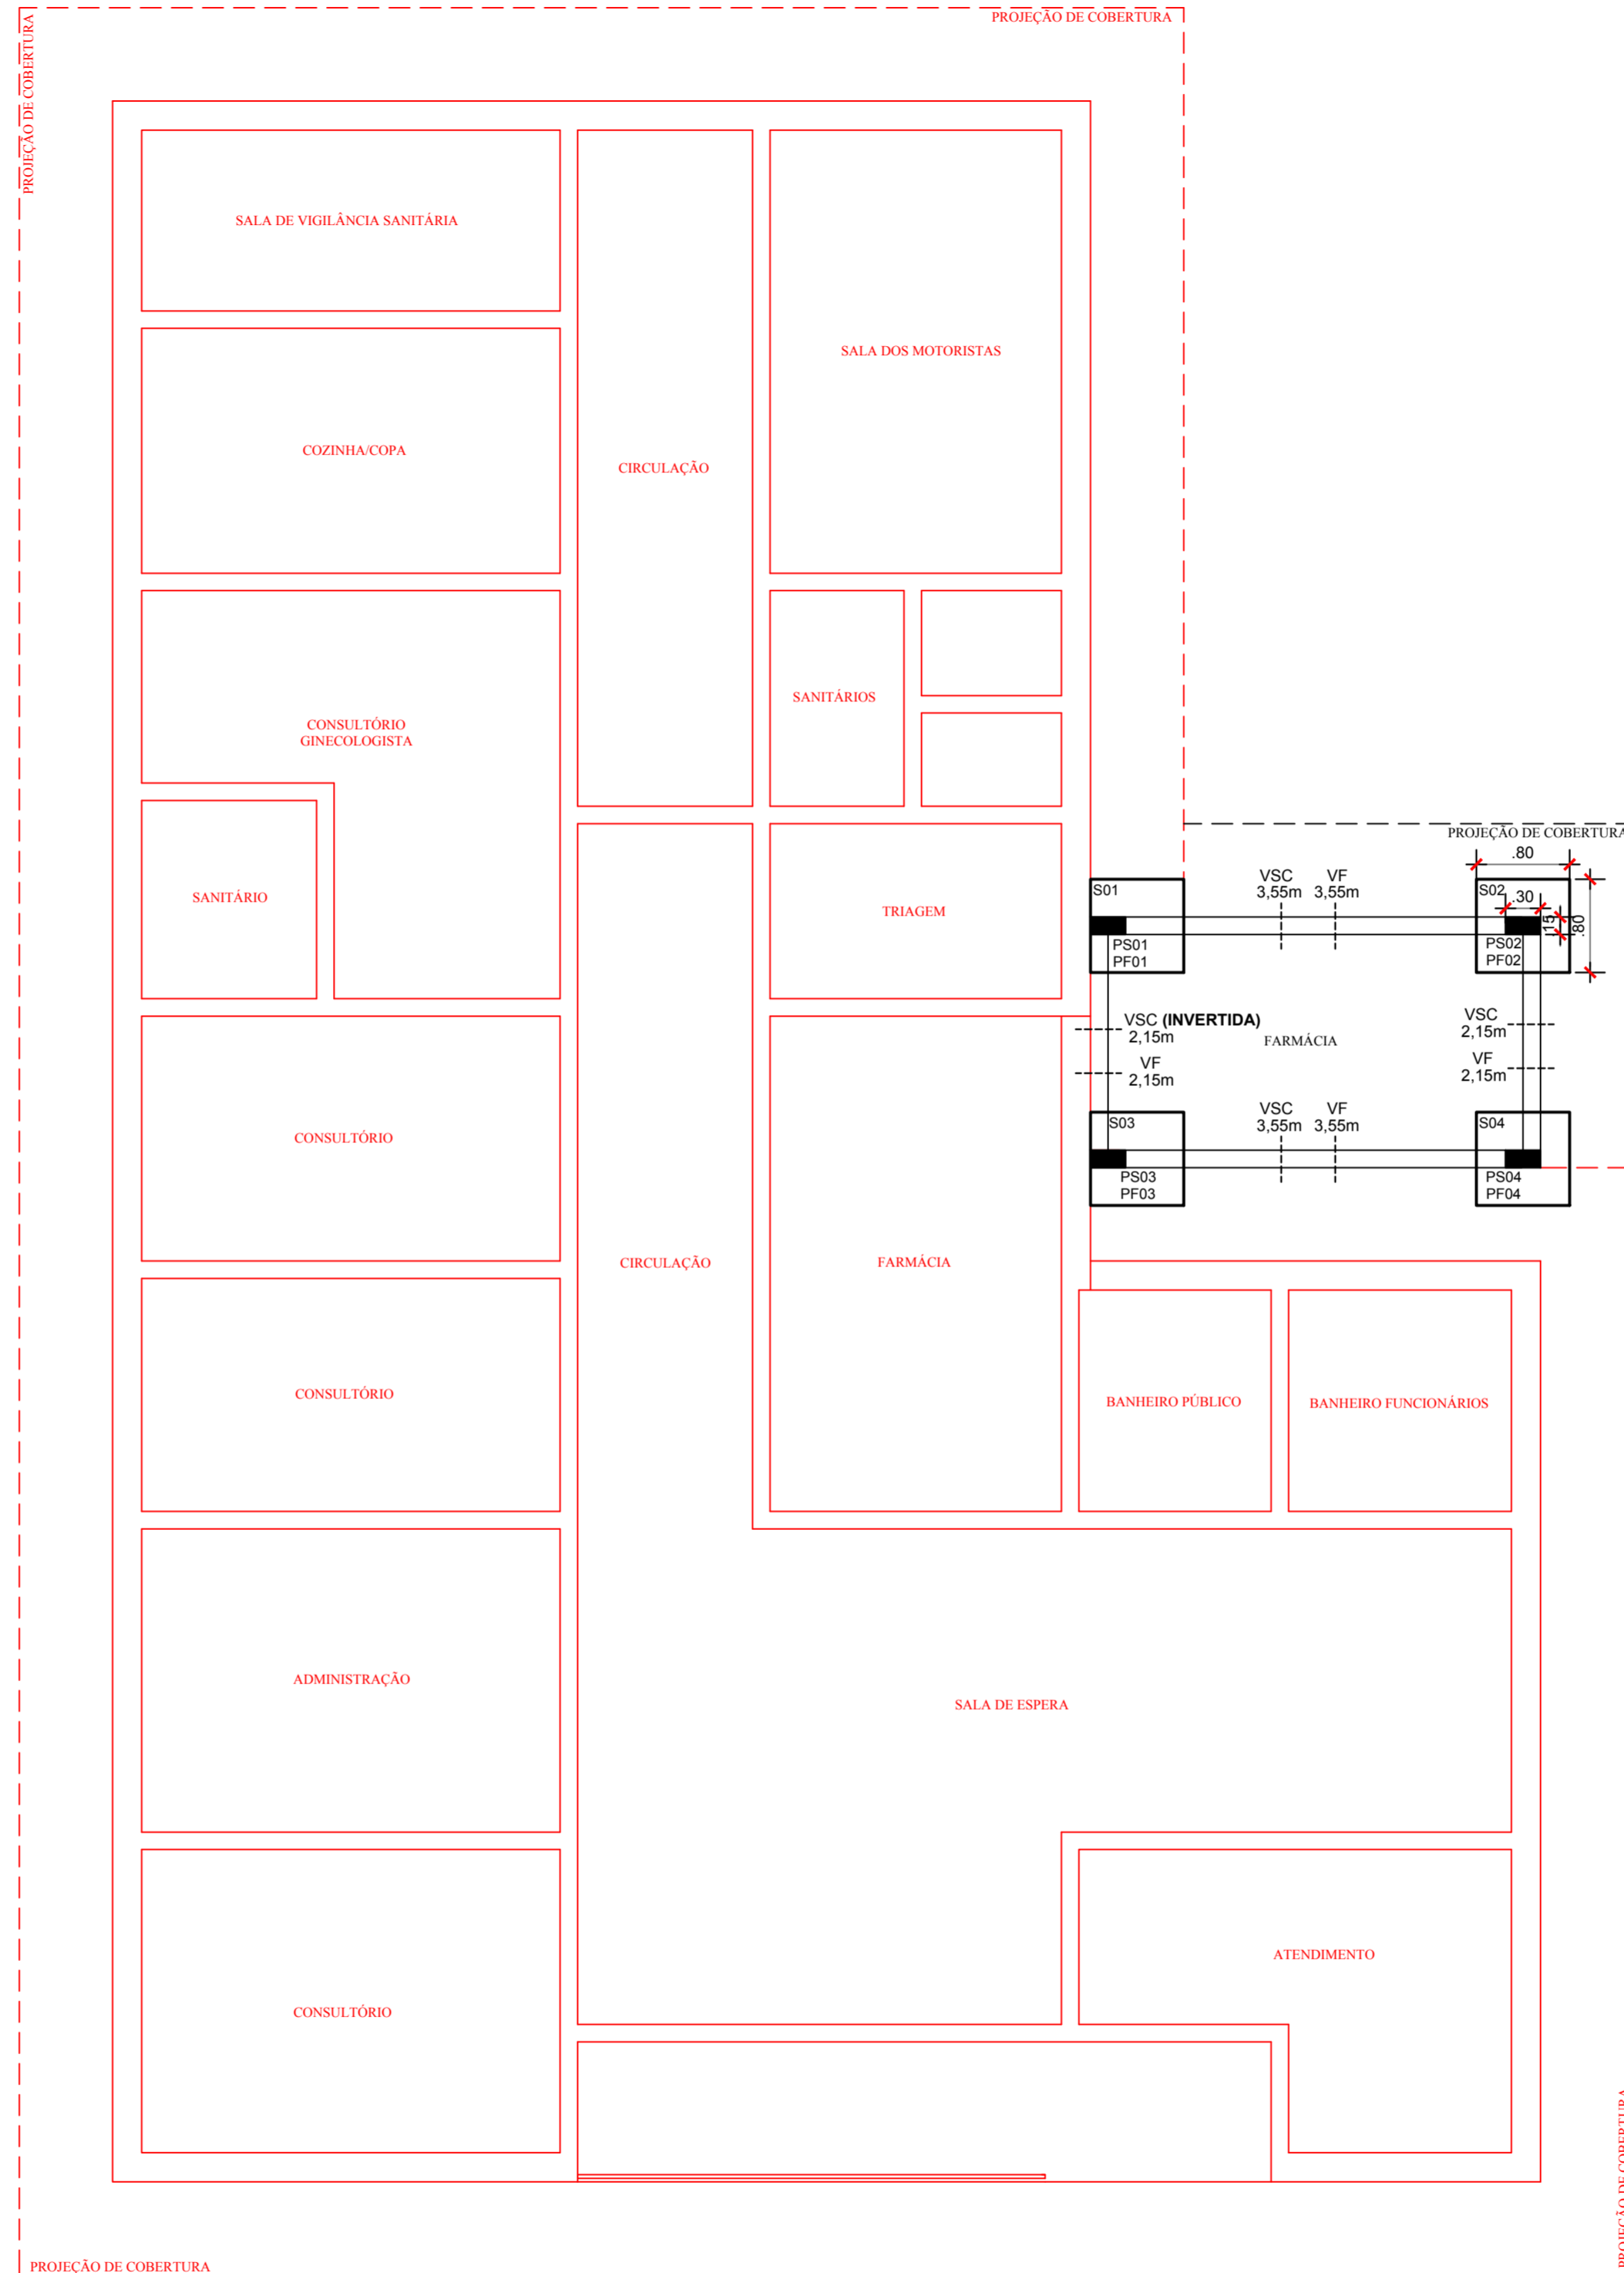 PROJEÇÃO DE COBERTURA
PROJEÇÃO DE COBERTURA
SALA DE VIGILÂNCIA SANITÁRIA
SALA DOS MOTORISTAS
COZINHA/COPA
CIRCULAÇÃO
SANITÁRIOS
CONSULTÓRIO
GINECOLOGISTA
PROJEÇÃO DE COBERTURA
.80
SANITÁRIO
TRIAGEM
S01
VSC
3,55m
VF
3,55m
S02
.30
.15
.80
PS01
PF01
PS02
PF02
VSC (INVERTIDA)
2,15m
VF
2,15m
FARMÁCIA
VSC
2,15m
VF
2,15m
S03
VSC
3,55m
VF
3,55m
S04
PS03
PF03
PS04
PF04
CONSULTÓRIO
CIRCULAÇÃO
FARMÁCIA
CONSULTÓRIO
BANHEIRO PÚBLICO
BANHEIRO FUNCIONÁRIOS
ADMINISTRAÇÃO
SALA DE ESPERA
ATENDIMENTO
CONSULTÓRIO
PROJEÇÃO DE COBERTURA
PROJEÇÃO DE COBERTURA